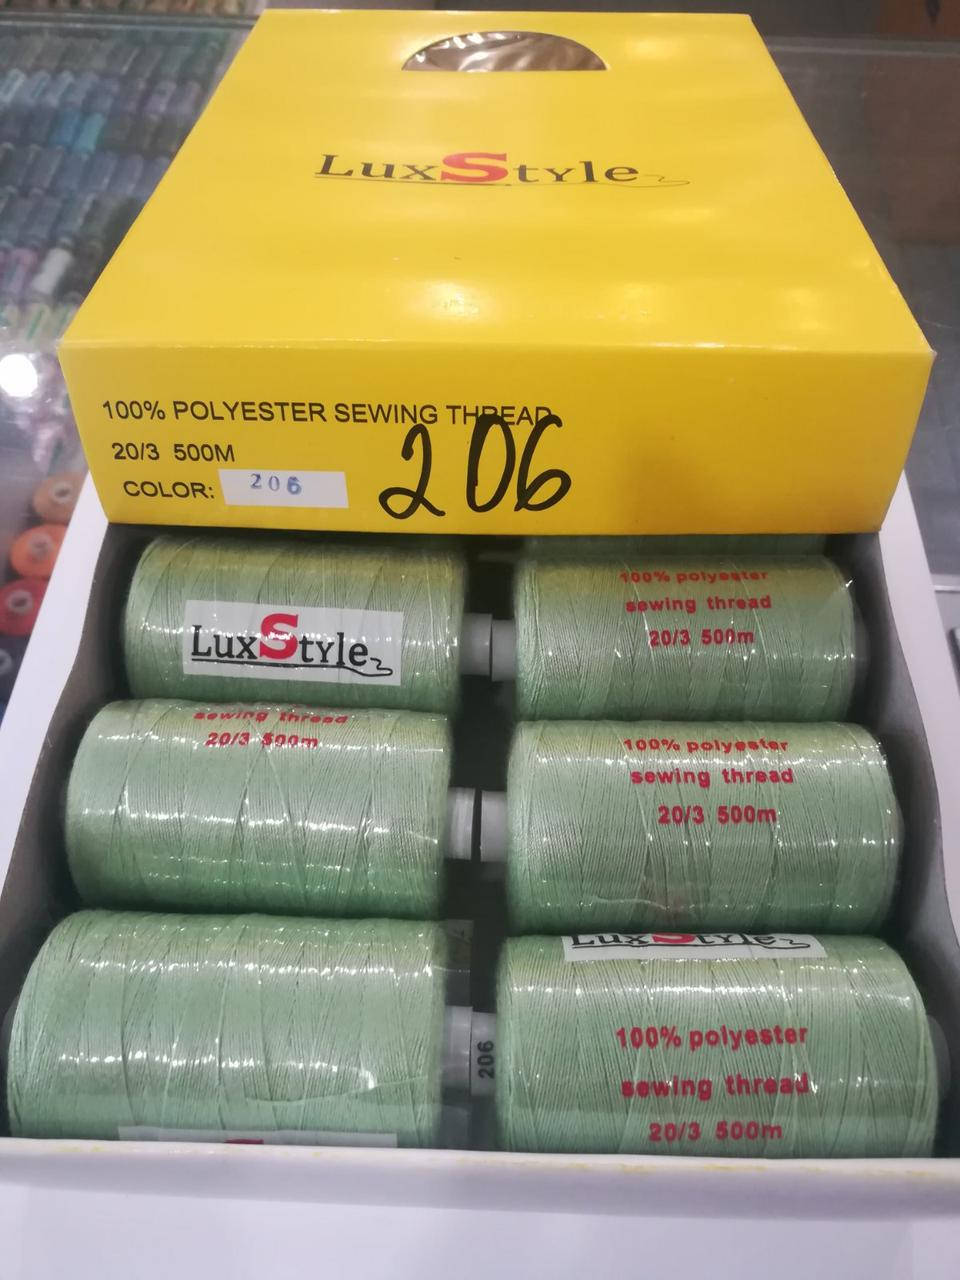 LuxStyle
100% POLYESTER SEWING THREAD
20/3 500M
COLOR: 206
206
LuxStyle
100% polyester
sewing thread
20/3 500m
sewing thread
20/3 500m
100% polyester
sewing thread
20/3 500m
206
LuxStyle
100% polyester
sewing thread
20/3 500m